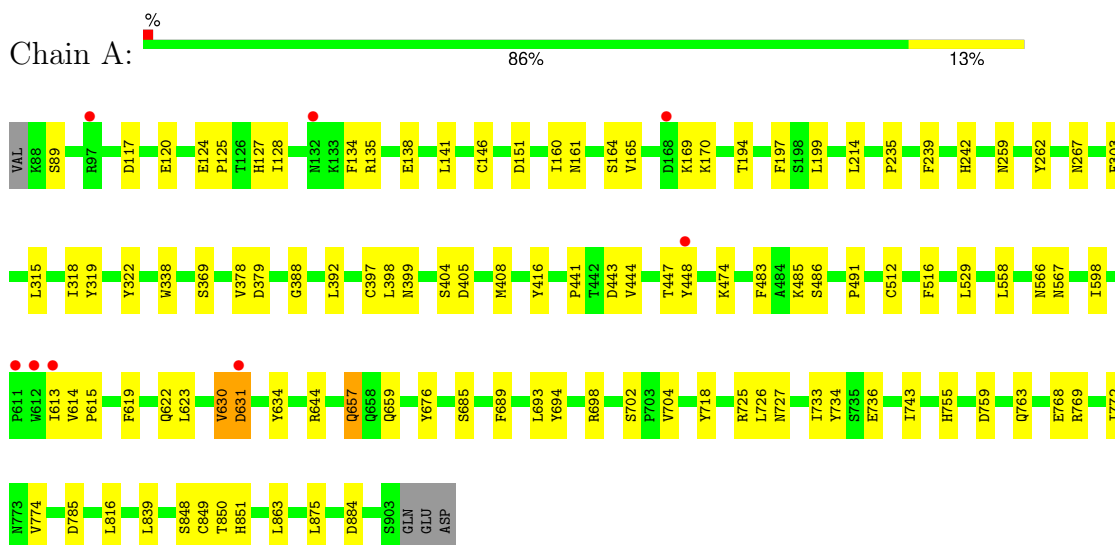 %
Chain A:
86% 13%
VAL K88 S89 R97 D117 E120 E124 P125 T126 H127 I128 N132 K133 F134 R135 E138 L141 C146 D151 I160 N161 S164 V165 D168 K169 K170 T194 F197 S198 L199 L214 P235 F239 H242 N259 Y262 N267
L315 I318 Y319 Y322 W338 S369 V378 D379 G388 L392 C397 L398 N399 S404 D405 M408 Y416 P441 T442 D443 V444 T447 Y448 K474 F483 A484 K485 S486 P491 C512 F516 L529 L558 N566 N567 I598
P611 W612 I613 V614 P615 F619 Q622 L623 V630 D631 Y634 R644 Q657 Q658 Q659 Y676 S685 F689 L693 Y694 R698 S702 P703 V704 Y718 R725 L726 N727 I733 Y734 S735 E736 I743 H755 D759 Q763 E768 R769
N773 V774 D785 L816 L839 S848 C849 T850 H851 L863 L875 D884 S903 GLN GLU ASP